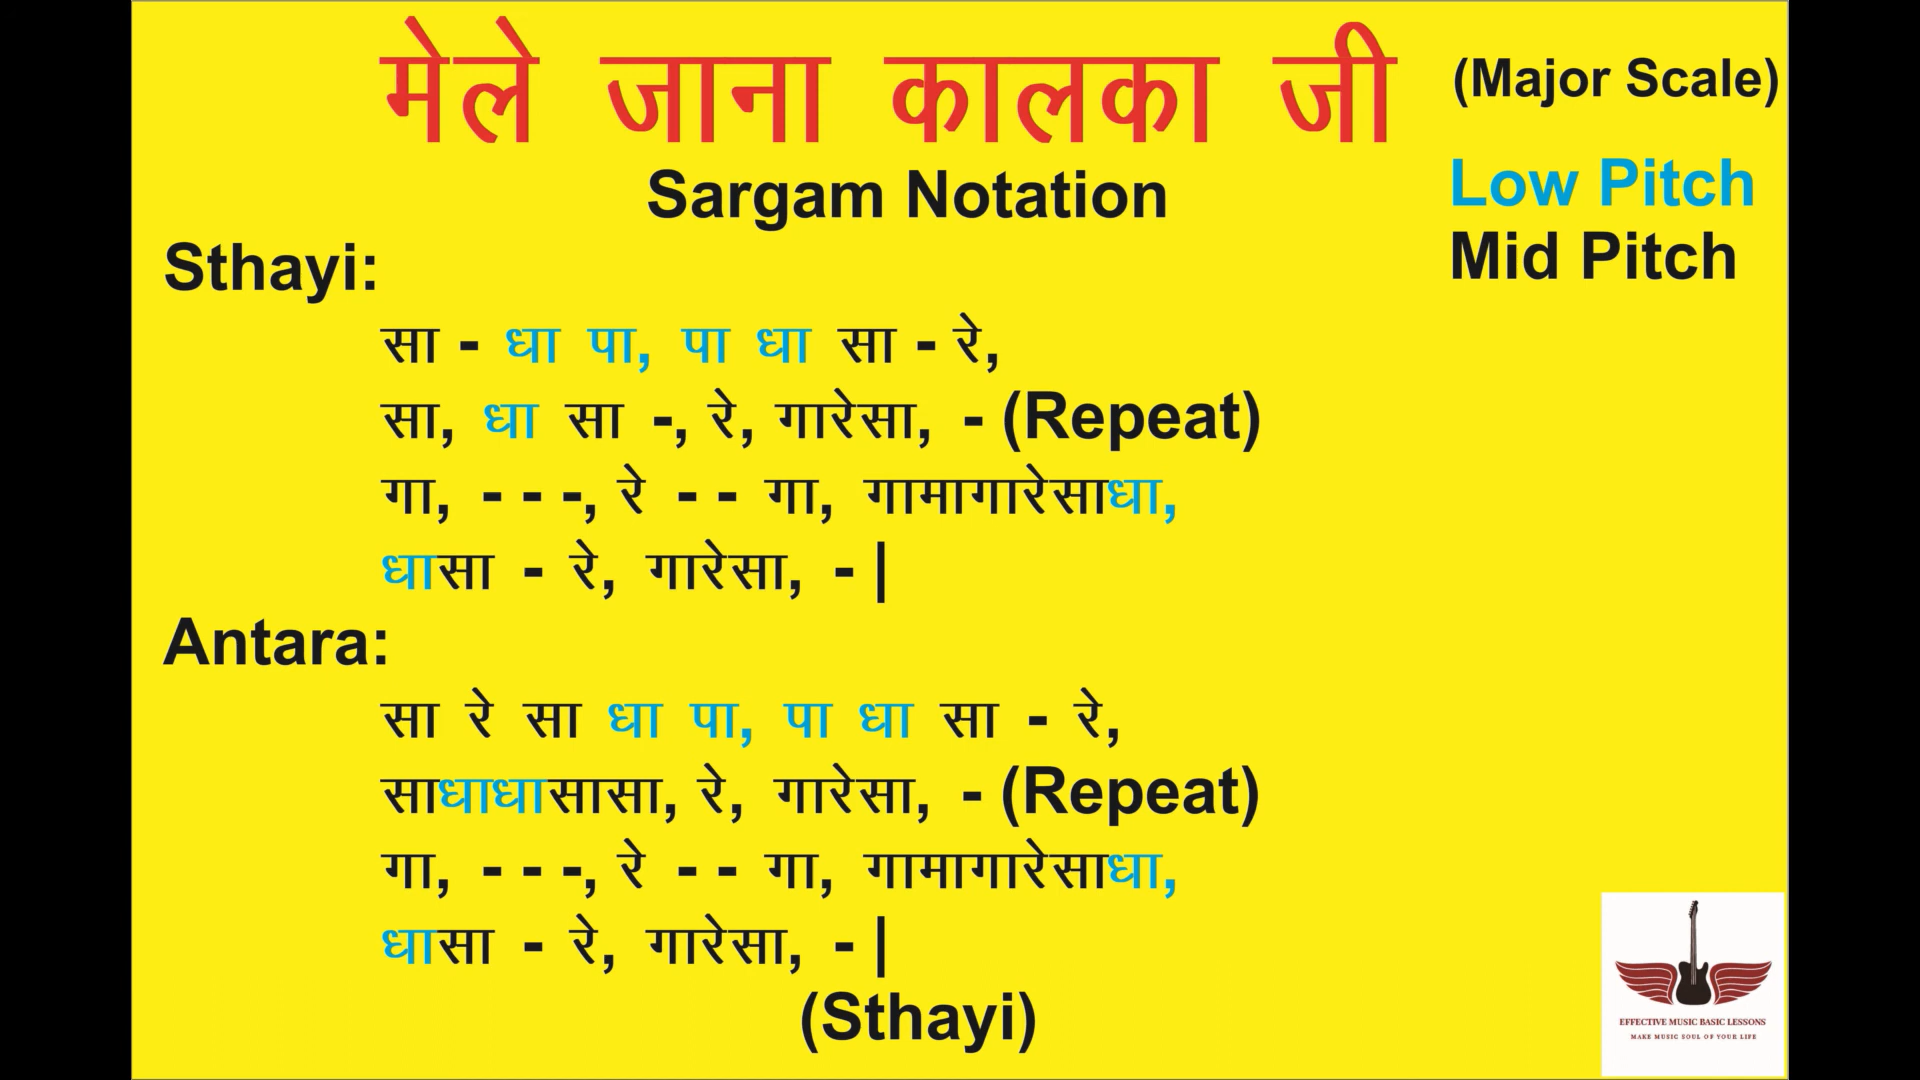 मेले जाना कालका जी (Major Scale)
Sargam Notation
Low Pitch
Mid Pitch
Sthayi:
सा - धा पा, पा धा सा - रे,
सा, धा सा -, रे, गारेसा, - (Repeat)
गा, - - -, रे - - गा, गामागारेसाधा,
धासा - रे, गारेसा, - |
Antara:
सा रे सा धा पा, पा धा सा - रे,
साधाधासासा, रे, गारेसा, - (Repeat)
गा, - - -, रे - - गा, गामागारेसाधा,
धासा - रे, गारेसा, - |
(Sthayi)
EFFECTIVE MUSIC BASIC LESSONS
MAKE MUSIC SOUL OF YOUR LIFE